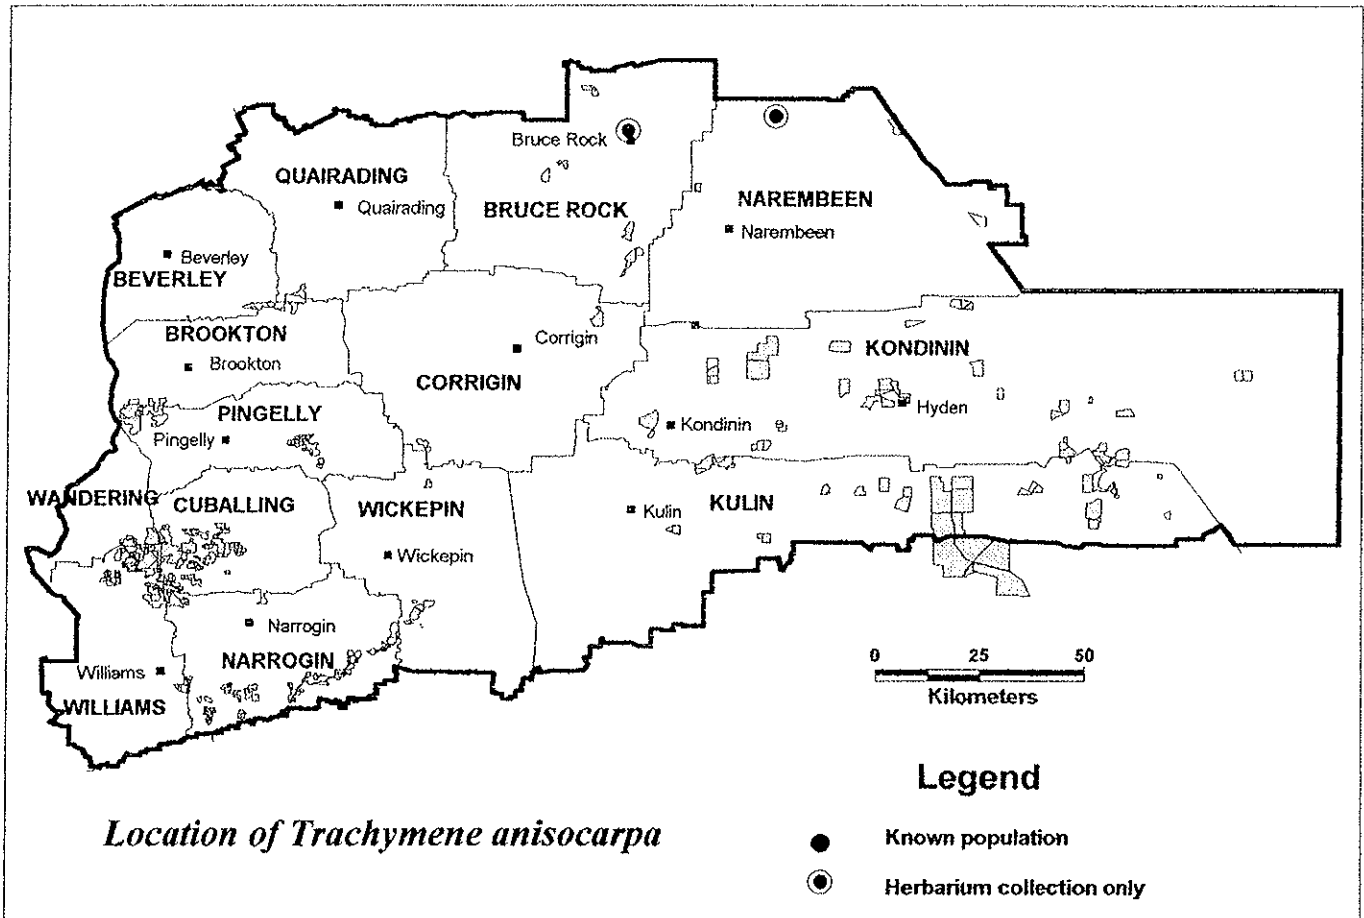 Bruce Rock
QUAIRADING
Quairading
BRUCE ROCK
NAREMBEEN
Narembeen
Beverley
BEVERLEY
BROOKTON
Brookton
Corrigin
CORRIGIN
KONDININ
Hyden
PINGELLY
Pingelly
Kondinin
WANDERING
CUBALLING
WICKEPIN
Kulin
KULIN
Wickepin
Narrogin
NARROGIN
Williams
WILLIAMS
0 25 50
Kilometers
Legend
Location of Trachymene anisocarpa
Known population
Herbarium collection only